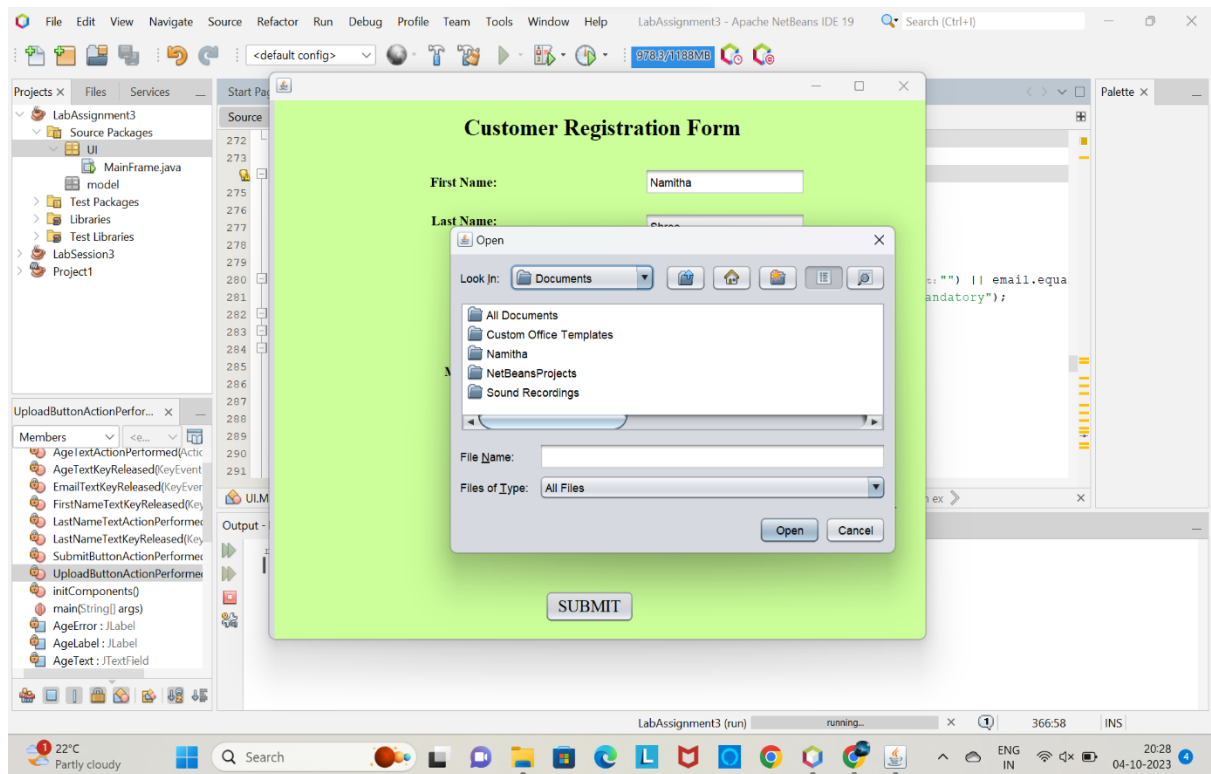 File Edit View Navigate Source Refactor Run Debug Profile Team Tools Window Help LabAssignment3 - Apache NetBeans IDE 19 Search (Ctrl+I)
<default config> 978.3/1188MB
Projects Files Services
LabAssignment3
Source Packages
UI
MainFrame.java
model
Test Packages
Libraries
Test Libraries
LabSession3
Project1
UploadButtonActionPerfor...
Members <e...
AgeTextActionPerformed(Actic
AgeTextKeyReleased(KeyEvent
EmailTextKeyReleased(KeyEver
FirstNameTextKeyReleased(Key
LastNameTextActionPerformed
LastNameTextKeyReleased(Key
SubmitButtonActionPerformed
UploadButtonActionPerformed
initComponents()
main(String[] args)
AgeError : JLabel
AgeLabel : JLabel
AgeText : JTextField
Start Pag
Source
272
273
275
276
277
278
279
280
281
282
283
284
285
286
287
288
289
290
291
"") || email.equa
andatory");
UI.M
ex
Output -
Palette
Customer Registration Form
First Name: Namitha
Last Name: Shree
Open
Look In: Documents
All Documents
Custom Office Templates
Namitha
NetBeansProjects
Sound Recordings
File Name:
Files of Type: All Files
Open Cancel
SUBMIT
LabAssignment3 (run) running... 1 366:58 INS
1 22°C
Partly cloudy
Search
L
ENG
IN
20:28
04-10-2023
4